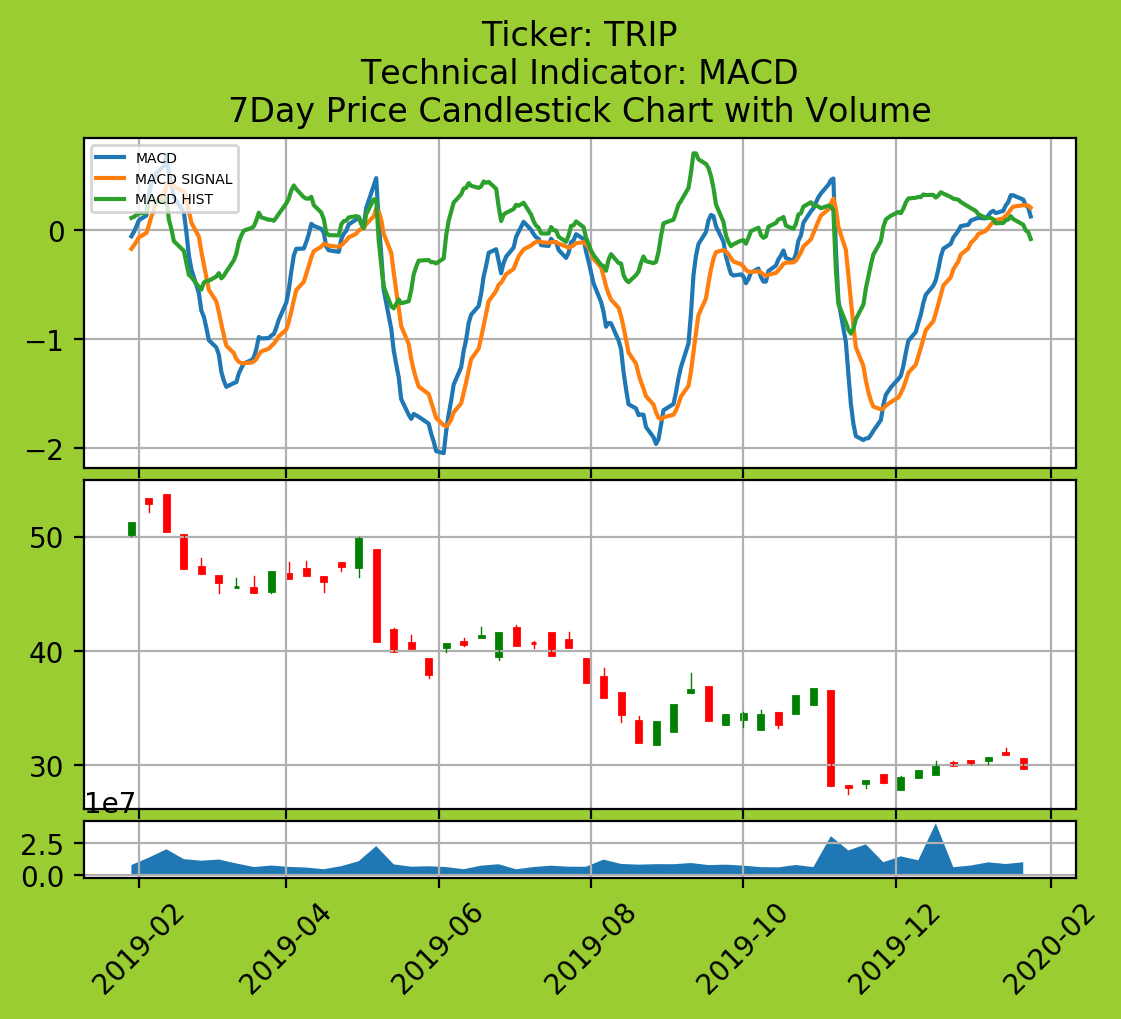 Ticker: TRIP
Technical Indicator: MACD
7Day Price Candlestick Chart with Volume
MACD
MACD SIGNAL
MACD HIST
0
−1
−2
50
40
30
1e7
2.5
0.0
2019-02
2019-04
2019-06
2019-08
2019-10
2019-12
2020-02